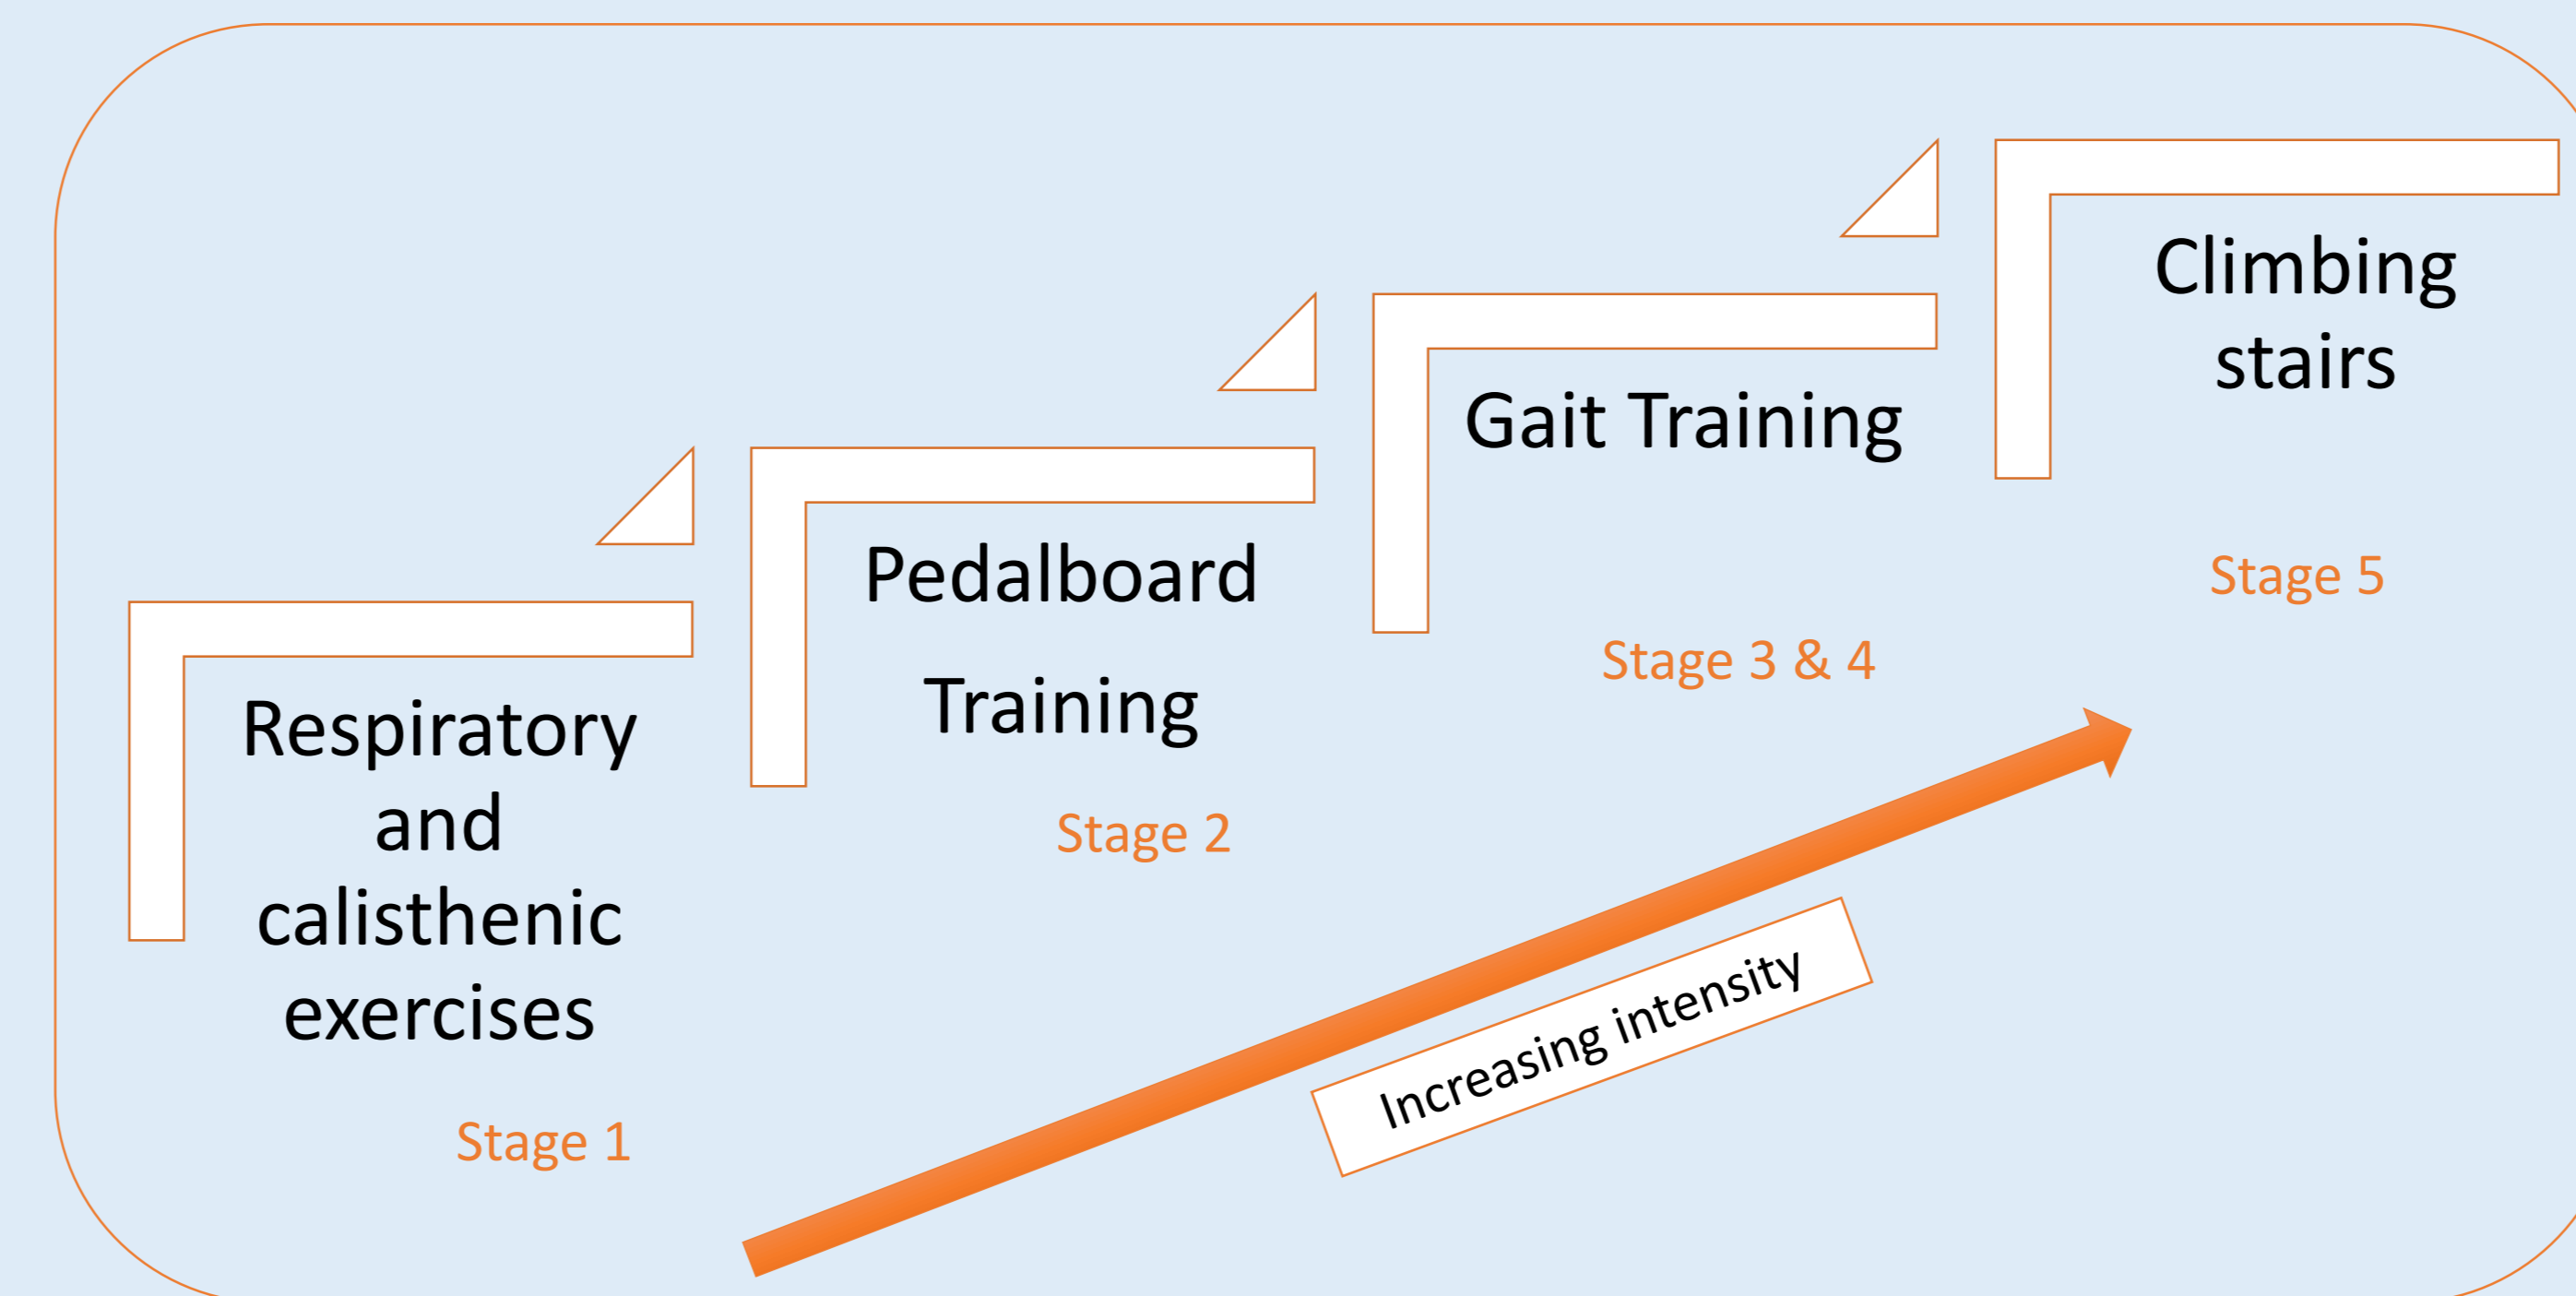 Respiratory
and
calisthenic
exercises
Stage 1
Pedalboard
Training
Stage 2
Gait Training
Stage 3 & 4
Climbing
stairs
Stage 5
Increasing intensity